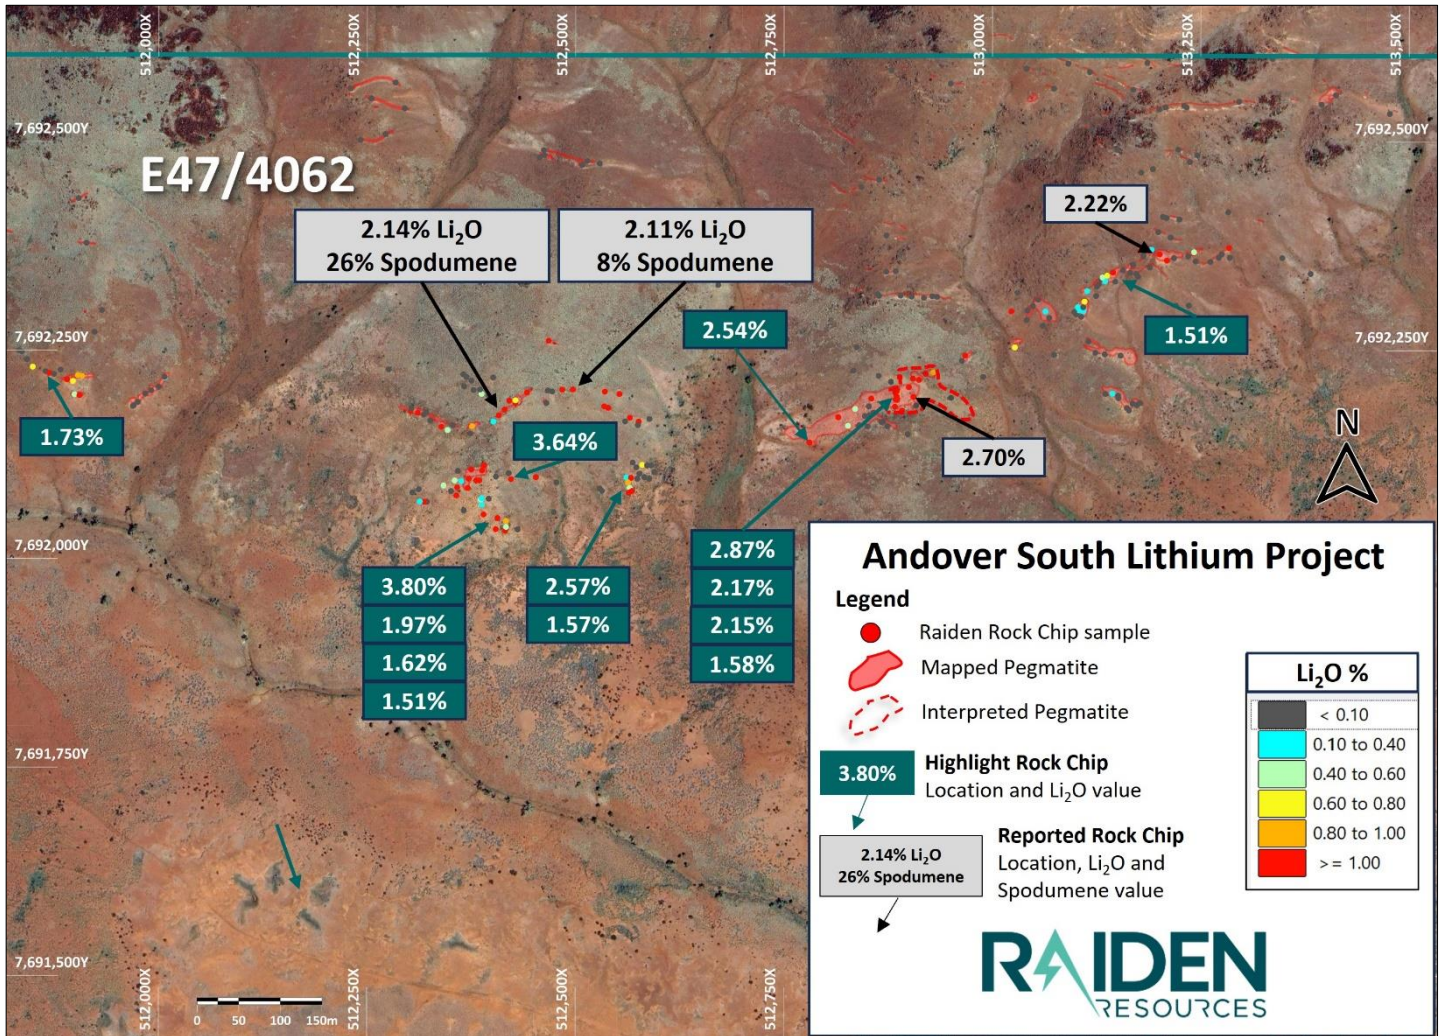 512,000X
512,250X
512,500X
512,750X
513,000X
513,250X
513,500X
7,692,500Y
7,692,500Y
E47/4062
2.14% Li₂O
26% Spodumene
2.11% Li₂O
8% Spodumene
2.22%
2.54%
1.51%
7,692,250Y
7,692,250Y
1.73%
3.64%
2.70%
N
7,692,000Y
3.80%
1.97%
1.62%
1.51%
2.57%
1.57%
2.87%
2.17%
2.15%
1.58%
7,691,750Y
7,691,500Y
512,000X
512,250X
512,500X
512,750X
0 50 100 150m
Andover South Lithium Project
Legend
Raiden Rock Chip sample
Mapped Pegmatite
Interpreted Pegmatite
3.80%
Highlight Rock Chip
Location and Li₂O value
2.14% Li₂O
26% Spodumene
Reported Rock Chip
Location, Li₂O and
Spodumene value
Li₂O %
< 0.10
0.10 to 0.40
0.40 to 0.60
0.60 to 0.80
0.80 to 1.00
>= 1.00
RAIDEN
RESOURCES